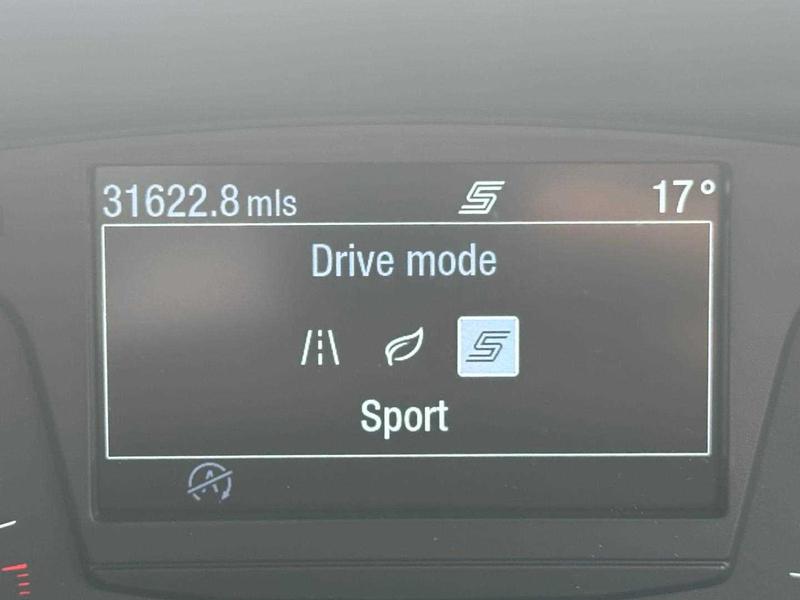 31622.8 mls S 17°
Drive mode
S
Sport
A